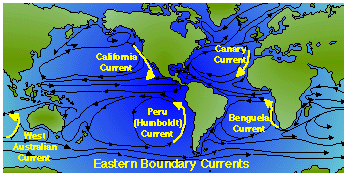 California
Current
Canary
Current
Peru
(Humboldt)
Current
Benguela
Current
West
Australian
Current
Eastern Boundary Currents